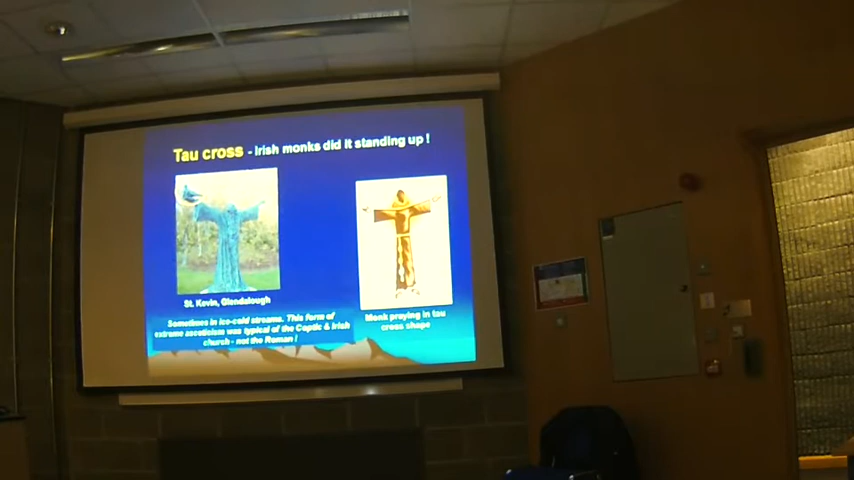 Tau cross - Irish monks did it standing up !
St. Kevin, Glendalough
Sometimes in ice-cold streams. This form of
extreme asceticism was typical of the Coptic & Irish
church - not the Roman !
Monk praying in tau
cross shape